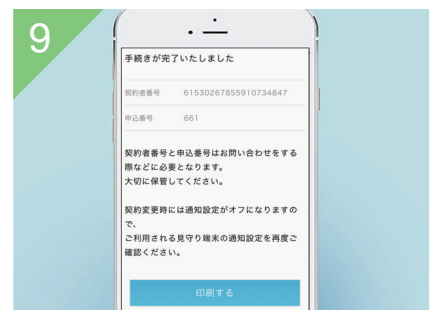 9
手続きが完了いたしました
契約者番号 61530267855910734847
申込番号 661
契約者番号と申込番号はお問い合わせをする
際などに必要となります。
大切に保管してください。
契約変更時には通知設定がオフになりますの
で、
ご利用される見守り端末の通知設定を再度ご
確認ください。
印刷する